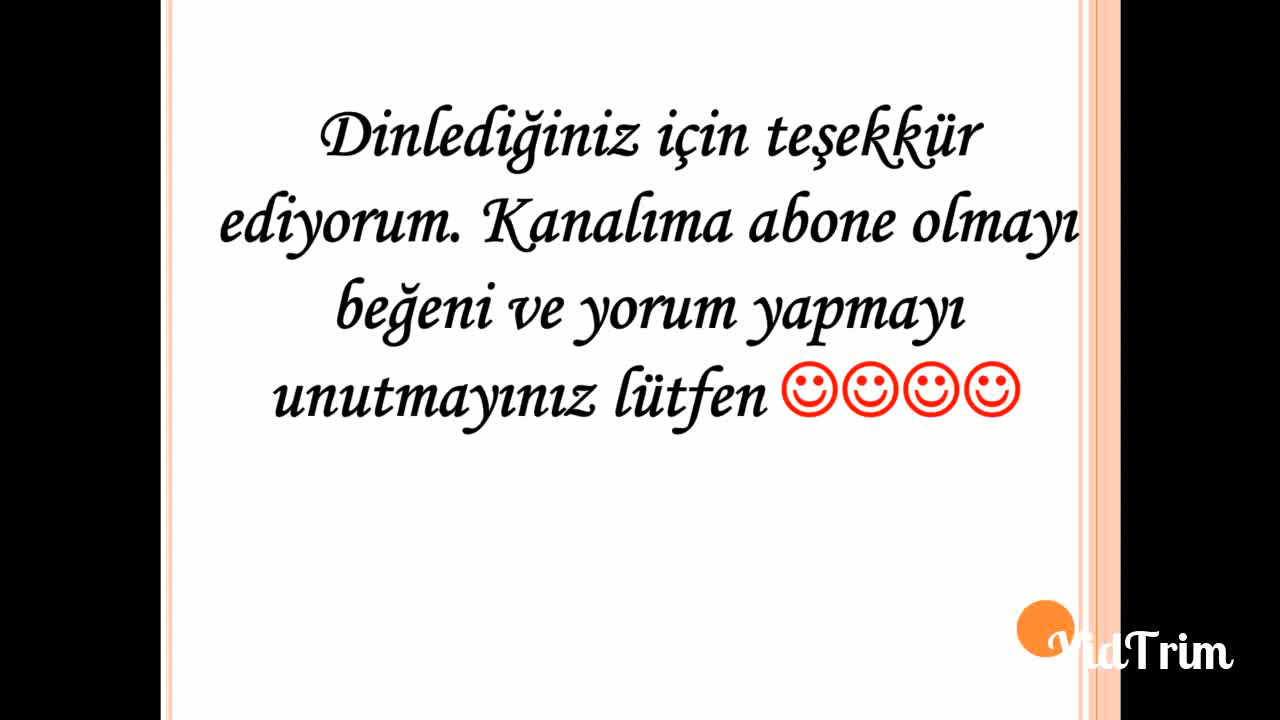 Dinlediğiniz için teşekkür
ediyorum. Kanalıma abone olmayı
beğeni ve yorum yapmayı
unutmayınız lütfen ☺☺☺☺
VidTrim